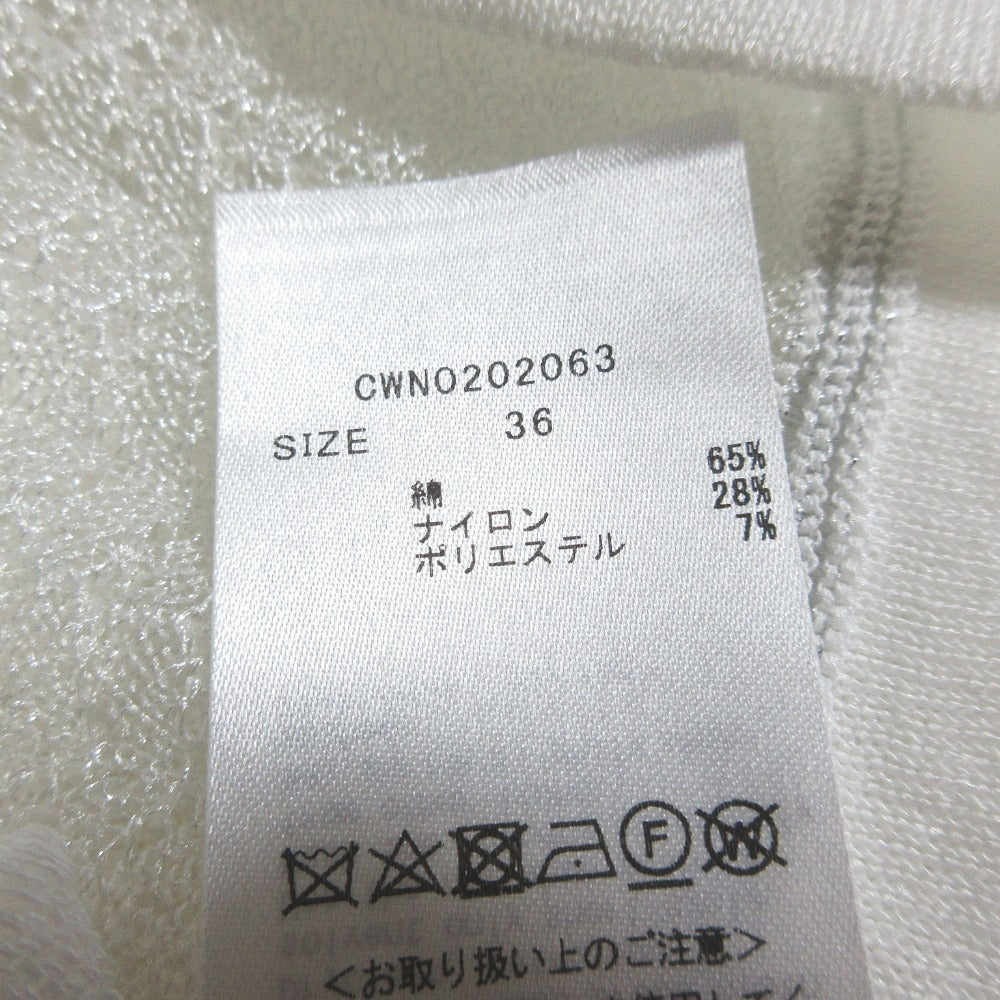 CWN0202063
SIZE 36
綿 65%
ナイロン 28%
ポリエステル 7%
F W
<お取り扱い上のご注意>